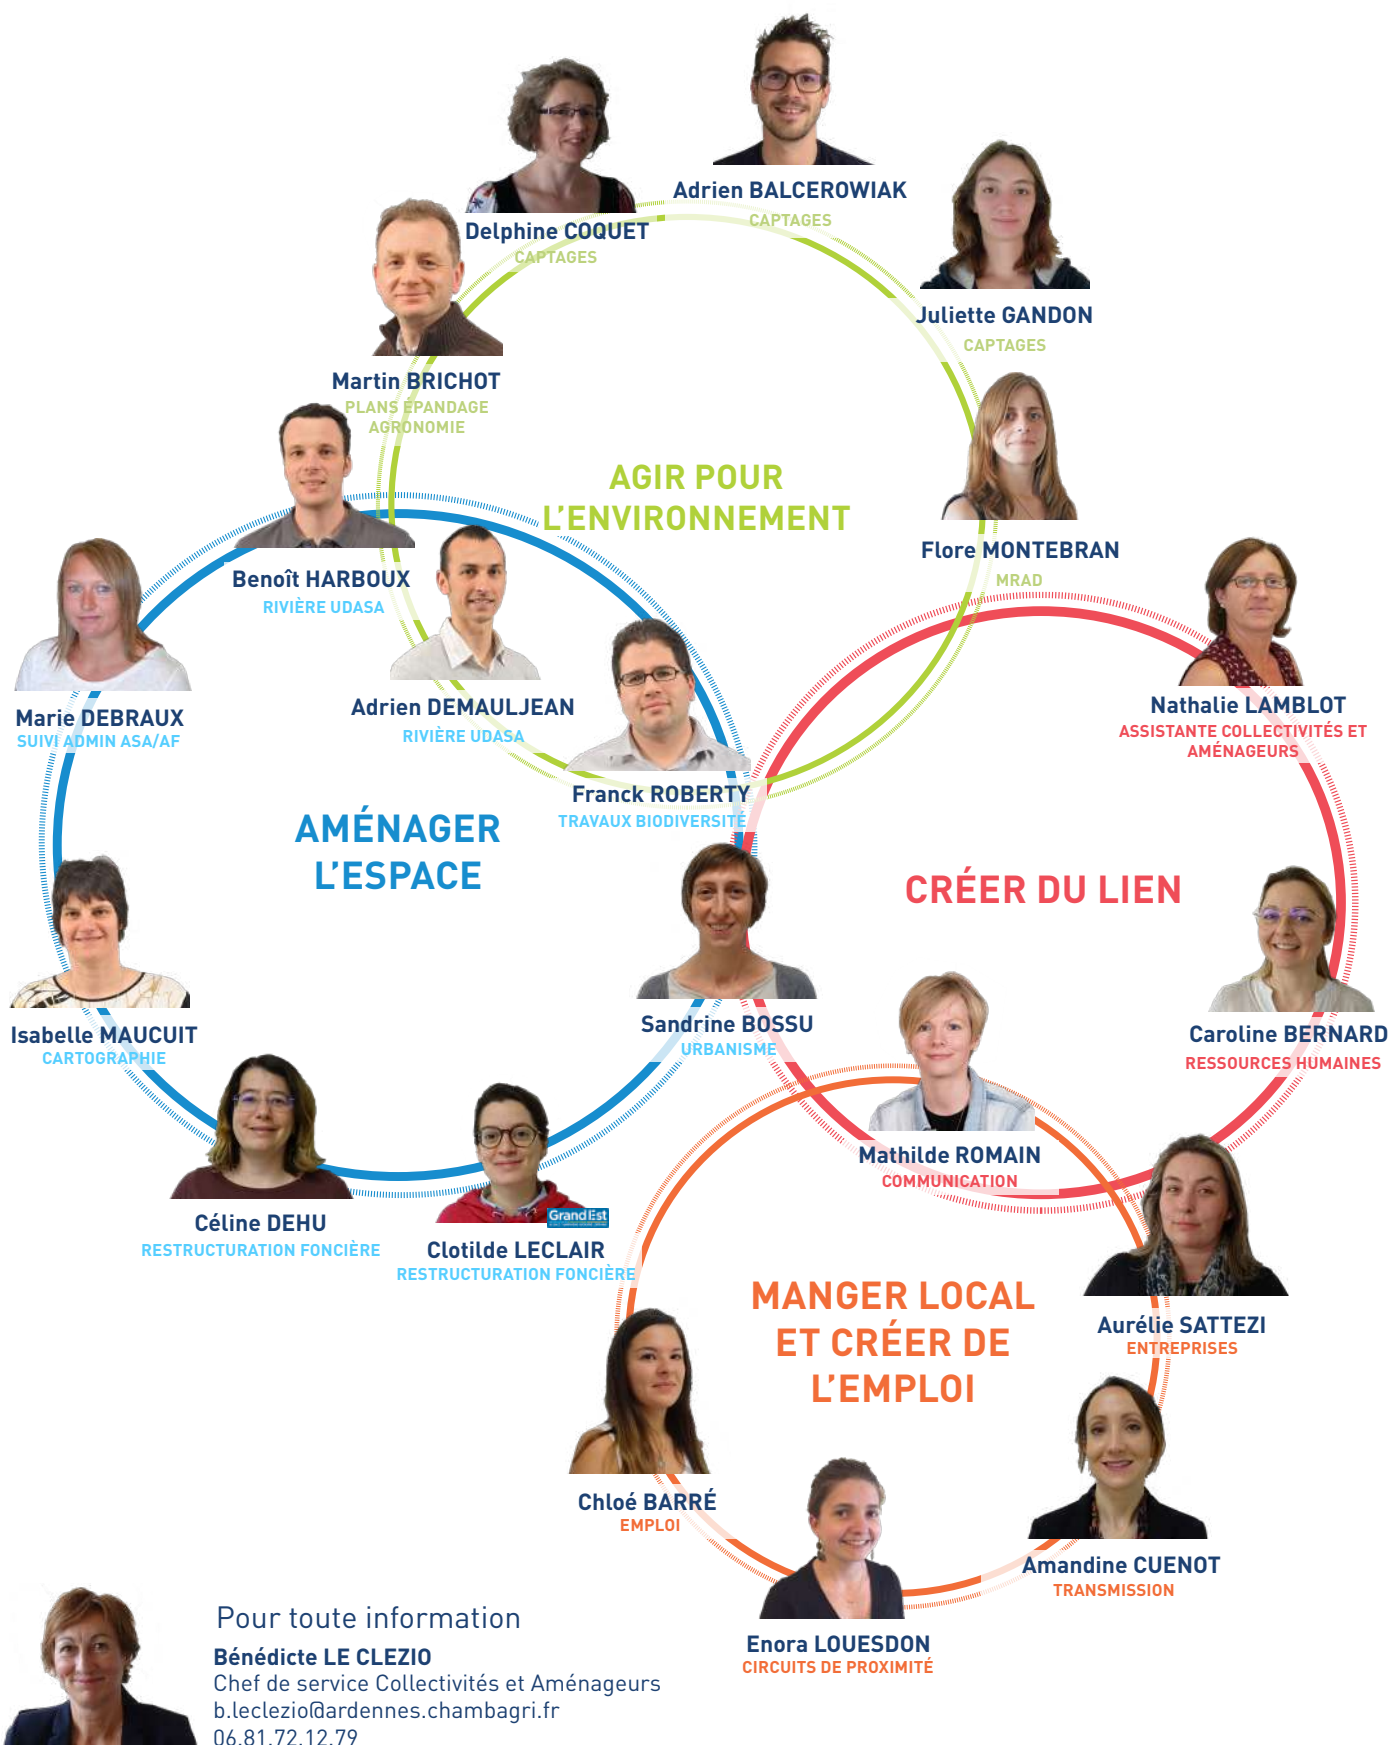 Adrien BALCEROWIAK
CAPTAGES
Delphine COQUET
CAPTAGES
Juliette GANDON
CAPTAGES
Martin BRICHOT
PLANS ÉPANDAGE
AGRONOMIE
AGIR POUR
L'ENVIRONNEMENT
Flore MONTEBRAN
MRAD
Benoît HARBOUX
RIVIÈRE UDASA
Marie DEBRAUX
SUIVI ADMIN ASA/AF
Adrien DEMAULJEAN
RIVIÈRE UDASA
Nathalie LAMBLOT
ASSISTANTE COLLECTIVITÉS ET
AMÉNAGEURS
Franck ROBERTY
TRAVAUX BIODIVERSITÉ
AMÉNAGER
L'ESPACE
CRÉER DU LIEN
Isabelle MAUCUIT
CARTOGRAPHIE
Sandrine BOSSU
URBANISME
Caroline BERNARD
RESSOURCES HUMAINES
Mathilde ROMAIN
COMMUNICATION
Céline DEHU
RESTRUCTURATION FONCIÈRE
Grand Est
Clotilde LECLAIR
RESTRUCTURATION FONCIÈRE
MANGER LOCAL
ET CRÉER DE
L'EMPLOI
Aurélie SATTEZI
ENTREPRISES
Chloé BARRÉ
EMPLOI
Amandine CUENOT
TRANSMISSION
Enora LOUESDON
CIRCUITS DE PROXIMITÉ
Pour toute information
Bénédicte LE CLEZIO
Chef de service Collectivités et Aménageurs
b.leclezio@ardennes.chambagri.fr
06.81.72.12.79